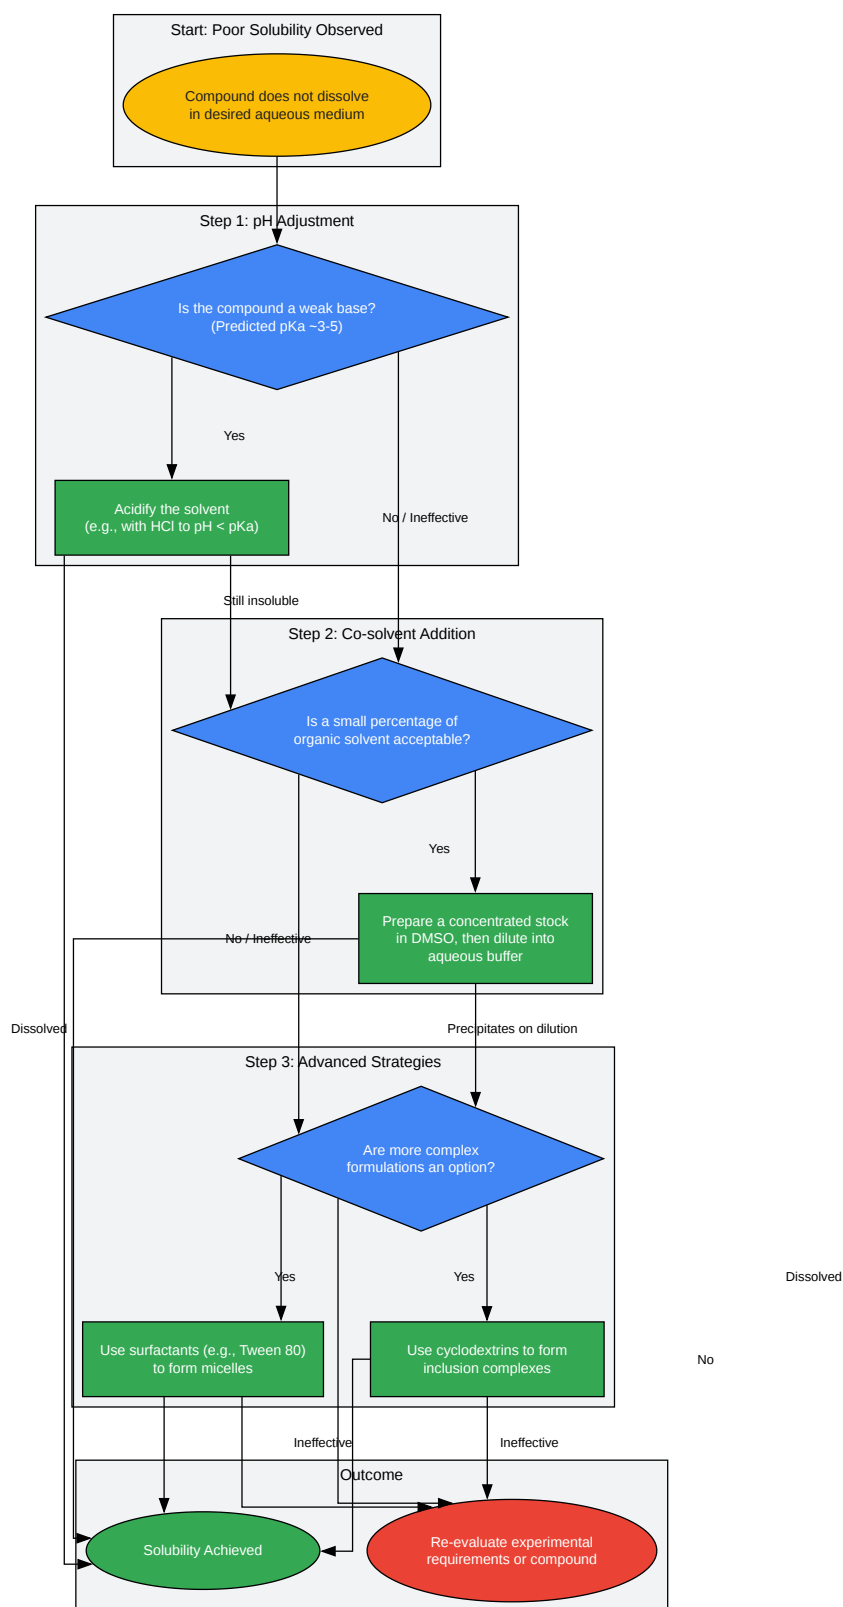 Start: Poor Solubility Observed
Compound does not dissolve
in desired aqueous medium
Step 1: pH Adjustment
Is the compound a weak base?
(Predicted pKa ~3-5)
Yes
Acidify the solvent
(e.g., with HCl to pH < pKa)
No / Ineffective
Still insoluble
Step 2: Co-solvent Addition
Is a small percentage of
organic solvent acceptable?
Yes
Prepare a concentrated stock
in DMSO, then dilute into
aqueous buffer
No / Ineffective
Dissolved
Precipitates on dilution
Step 3: Advanced Strategies
Are more complex
formulations an option?
Yes
Yes
Dissolved
Use surfactants (e.g., Tween 80)
to form micelles
Use cyclodextrins to form
inclusion complexes
No
Ineffective
Ineffective
Outcome
Solubility Achieved
Re-evaluate experimental
requirements or compound